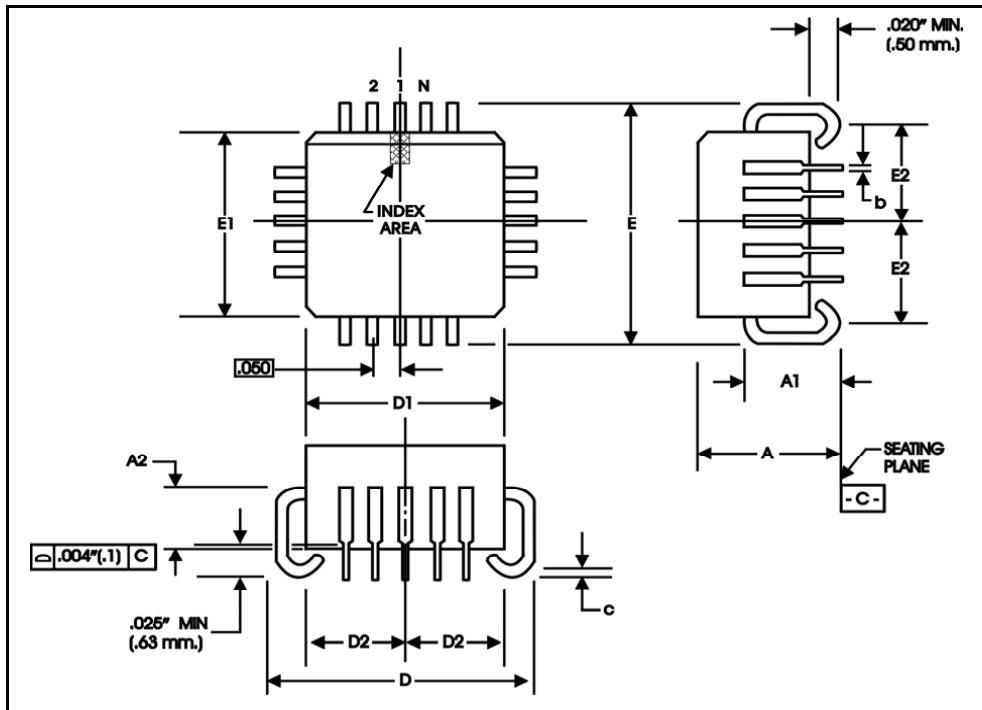 .020" MIN.
(.50 mm.)
2 1 N
INDEX
AREA
E1
E
E2
b
E2
.050
D1
A1
A
SEATING
PLANE
-C-
A2
.004"(.1) C
.025" MIN
(.63 mm.)
c
D2 D2
D